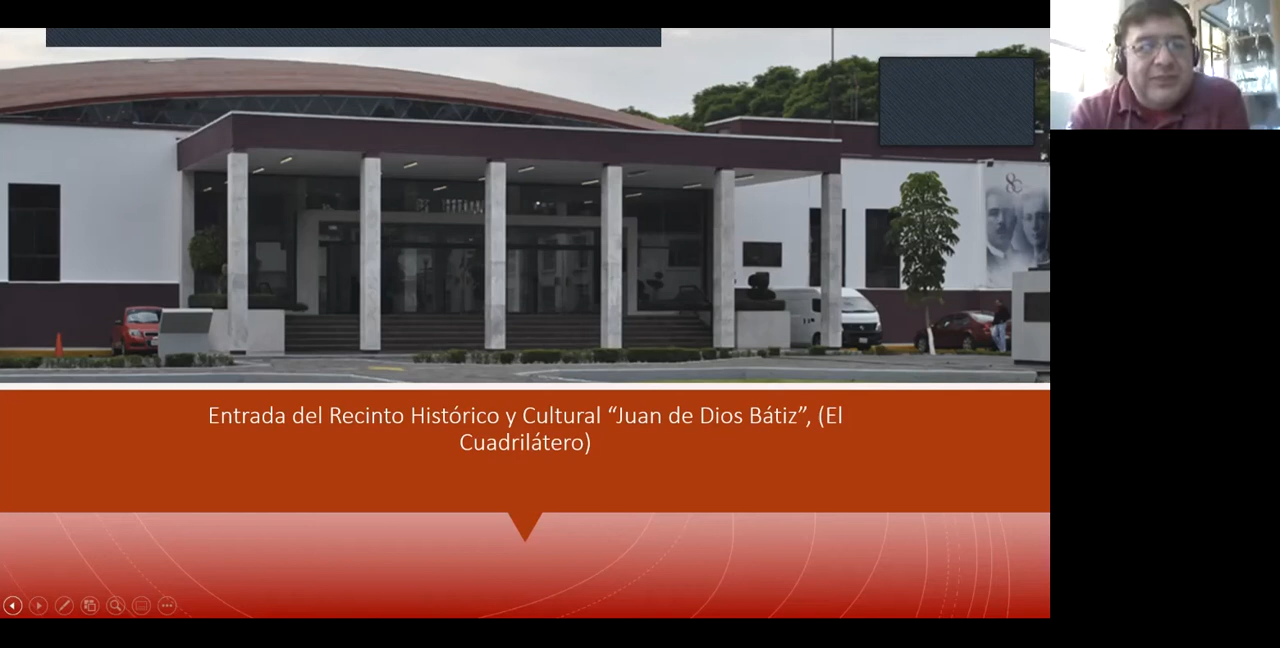 Entrada del Recinto Histórico y Cultural “Juan de Dios Bátiz”, (El
Cuadrilátero)